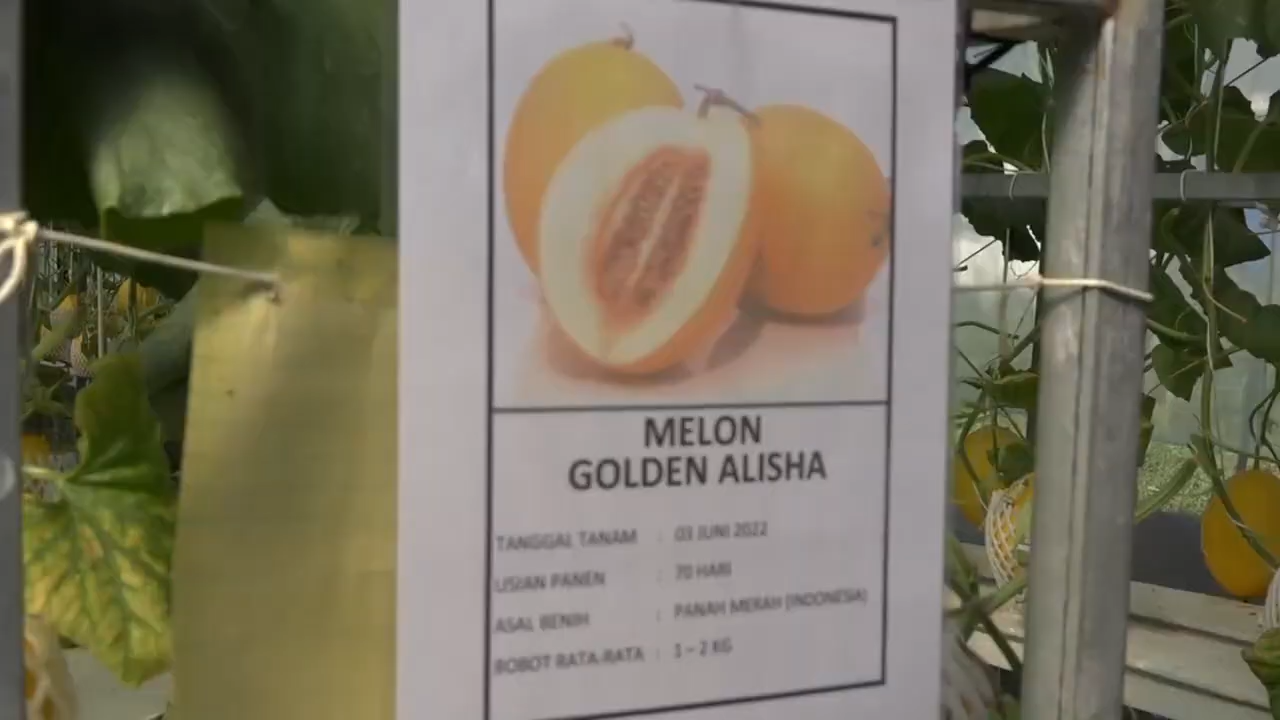 MELON
GOLDEN ALISHA
TANGGAL TANAM : 03 JUNI 2022
USIAN PANEN : 70 HARI
ASAL BENIH : PANAH MERAH (INDONESIA)
BOBOT RATA-RATA : 1 – 2 KG